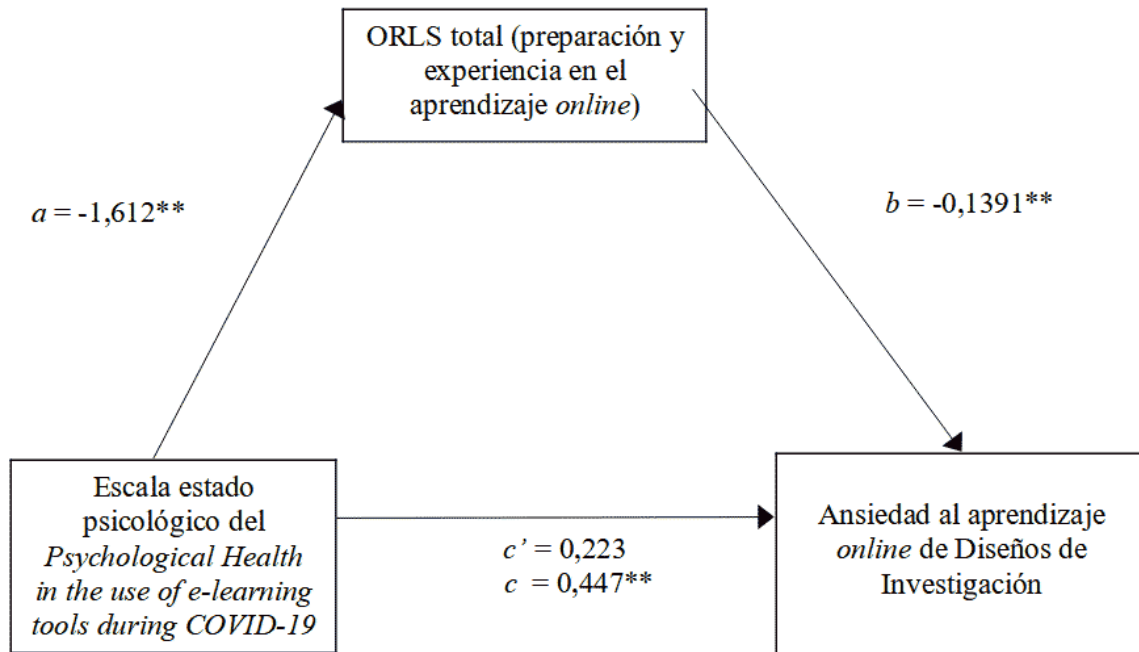 ORLS total (preparación y
experiencia en el
aprendizaje online)
a = -1,612**
b = -0,1391**
Escala estado
psicológico del
Psychological Health
in the use of e-learning
tools during COVID-19
c’ = 0,223
c = 0,447**
Ansiedad al aprendizaje
online de Diseños de
Investigación